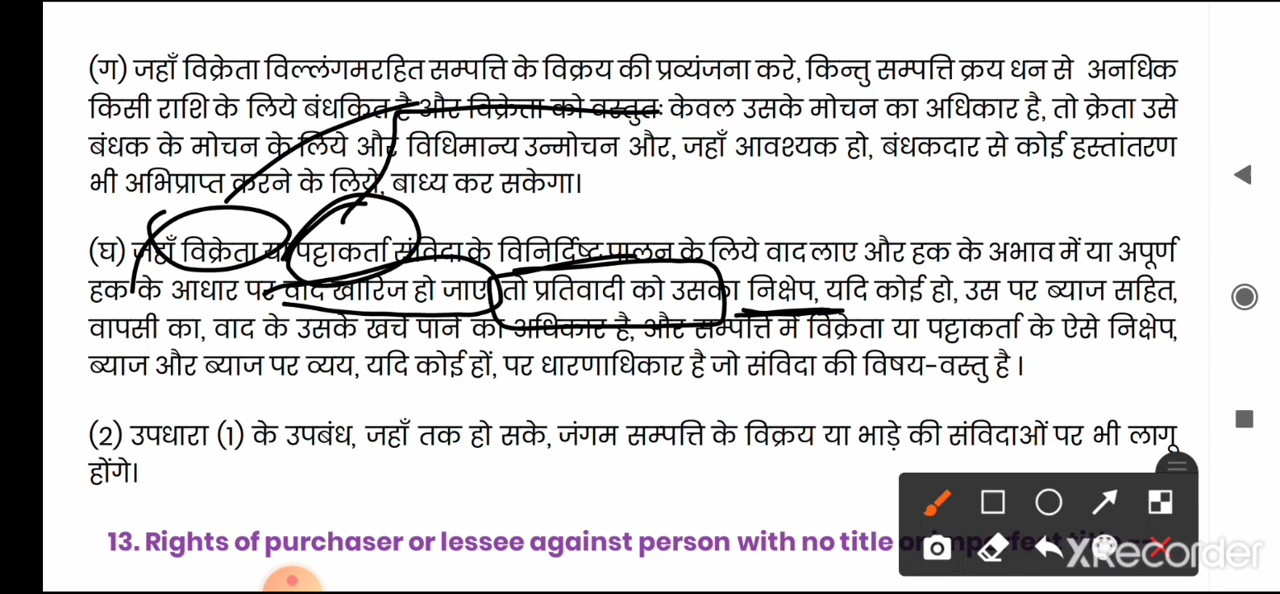 (ग) जहाँ विक्रेता विल्लंगमरहित सम्पत्ति के विक्रय की प्रव्यंजना करे, किन्तु सम्पत्ति क्रय धन से अनधिक
किसी राशि के लिये बंधकित है और विक्रेता को वस्तुतः केवल उसके मोचन का अधिकार है, तो क्रेता उसे
बंधक के मोचन के लिये और विधिमान्य उन्मोचन और, जहाँ आवश्यक हो, बंधकदार से कोई हस्तांतरण
भी अभिप्राप्त करने के लिये, बाध्य कर सकेगा।
(घ) जहाँ विक्रेता या पट्टाकर्ता संविदा के विनिर्दिष्ट पालन के लिये वाद लाए और हक के अभाव में या अपूर्ण
हक के आधार पर वाद खारिज हो जाए तो प्रतिवादी को उसका निक्षेप, यदि कोई हो, उस पर ब्याज सहित,
वापसी का, वाद के उसके खर्चे पाने का अधिकार है, और सम्पत्ति में विक्रेता या पट्टाकर्ता के ऐसे निक्षेप,
ब्याज और ब्याज पर व्यय, यदि कोई हों, पर धारणाधिकार है जो संविदा की विषय-वस्तु है ।
(2) उपधारा (1) के उपबंध, जहाँ तक हो सके, जंगम सम्पत्ति के विक्रय या भाड़े की संविदाओं पर भी लागू
होंगे।
13. Rights of purchaser or lessee against person with no title or imperfect title
XRecorder